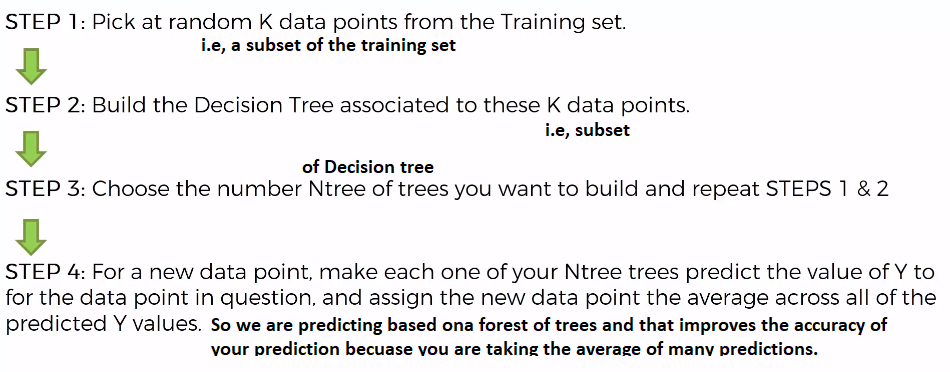 STEP 1: Pick at random K data points from the Training set.
i.e, a subset of the training set
STEP 2: Build the Decision Tree associated to these K data points.
i.e, subset
of Decision tree
STEP 3: Choose the number Ntree of trees you want to build and repeat STEPS 1 & 2
STEP 4: For a new data point, make each one of your Ntree trees predict the value of Y to
for the data point in question, and assign the new data point the average across all of the
predicted Y values. So we are predicting based ona forest of trees and that improves the accuracy of
your prediction becuase you are taking the average of many predictions.